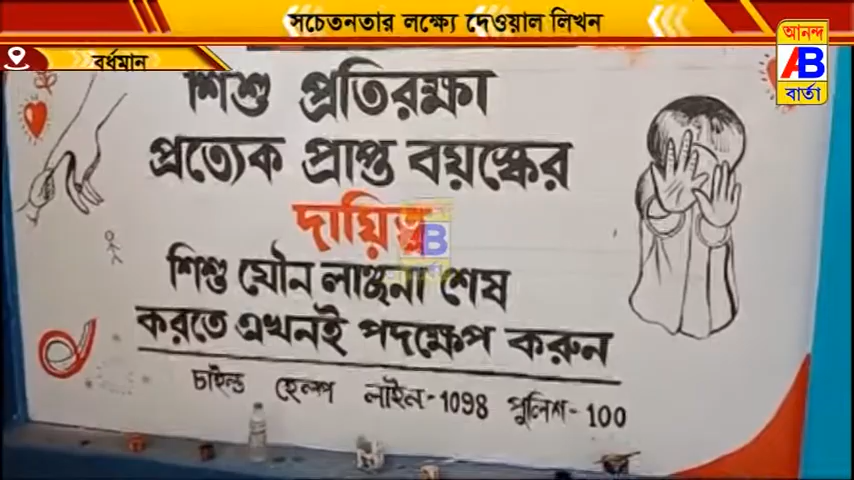 সচেতনতার লক্ষ্যে দেওয়াল লিখন
আনন্দ
AB
বার্তা
বর্ধমান
শিশু প্রতিরক্ষা
প্রত্যেক প্রাপ্ত বয়স্কের
দায়িত্ব
শিশু যৌন লাঞ্ছনা শেষ
করতে এখনই পদক্ষেপ করুন
চাইল্ড হেল্প লাইন-1098 পুলিশ-100